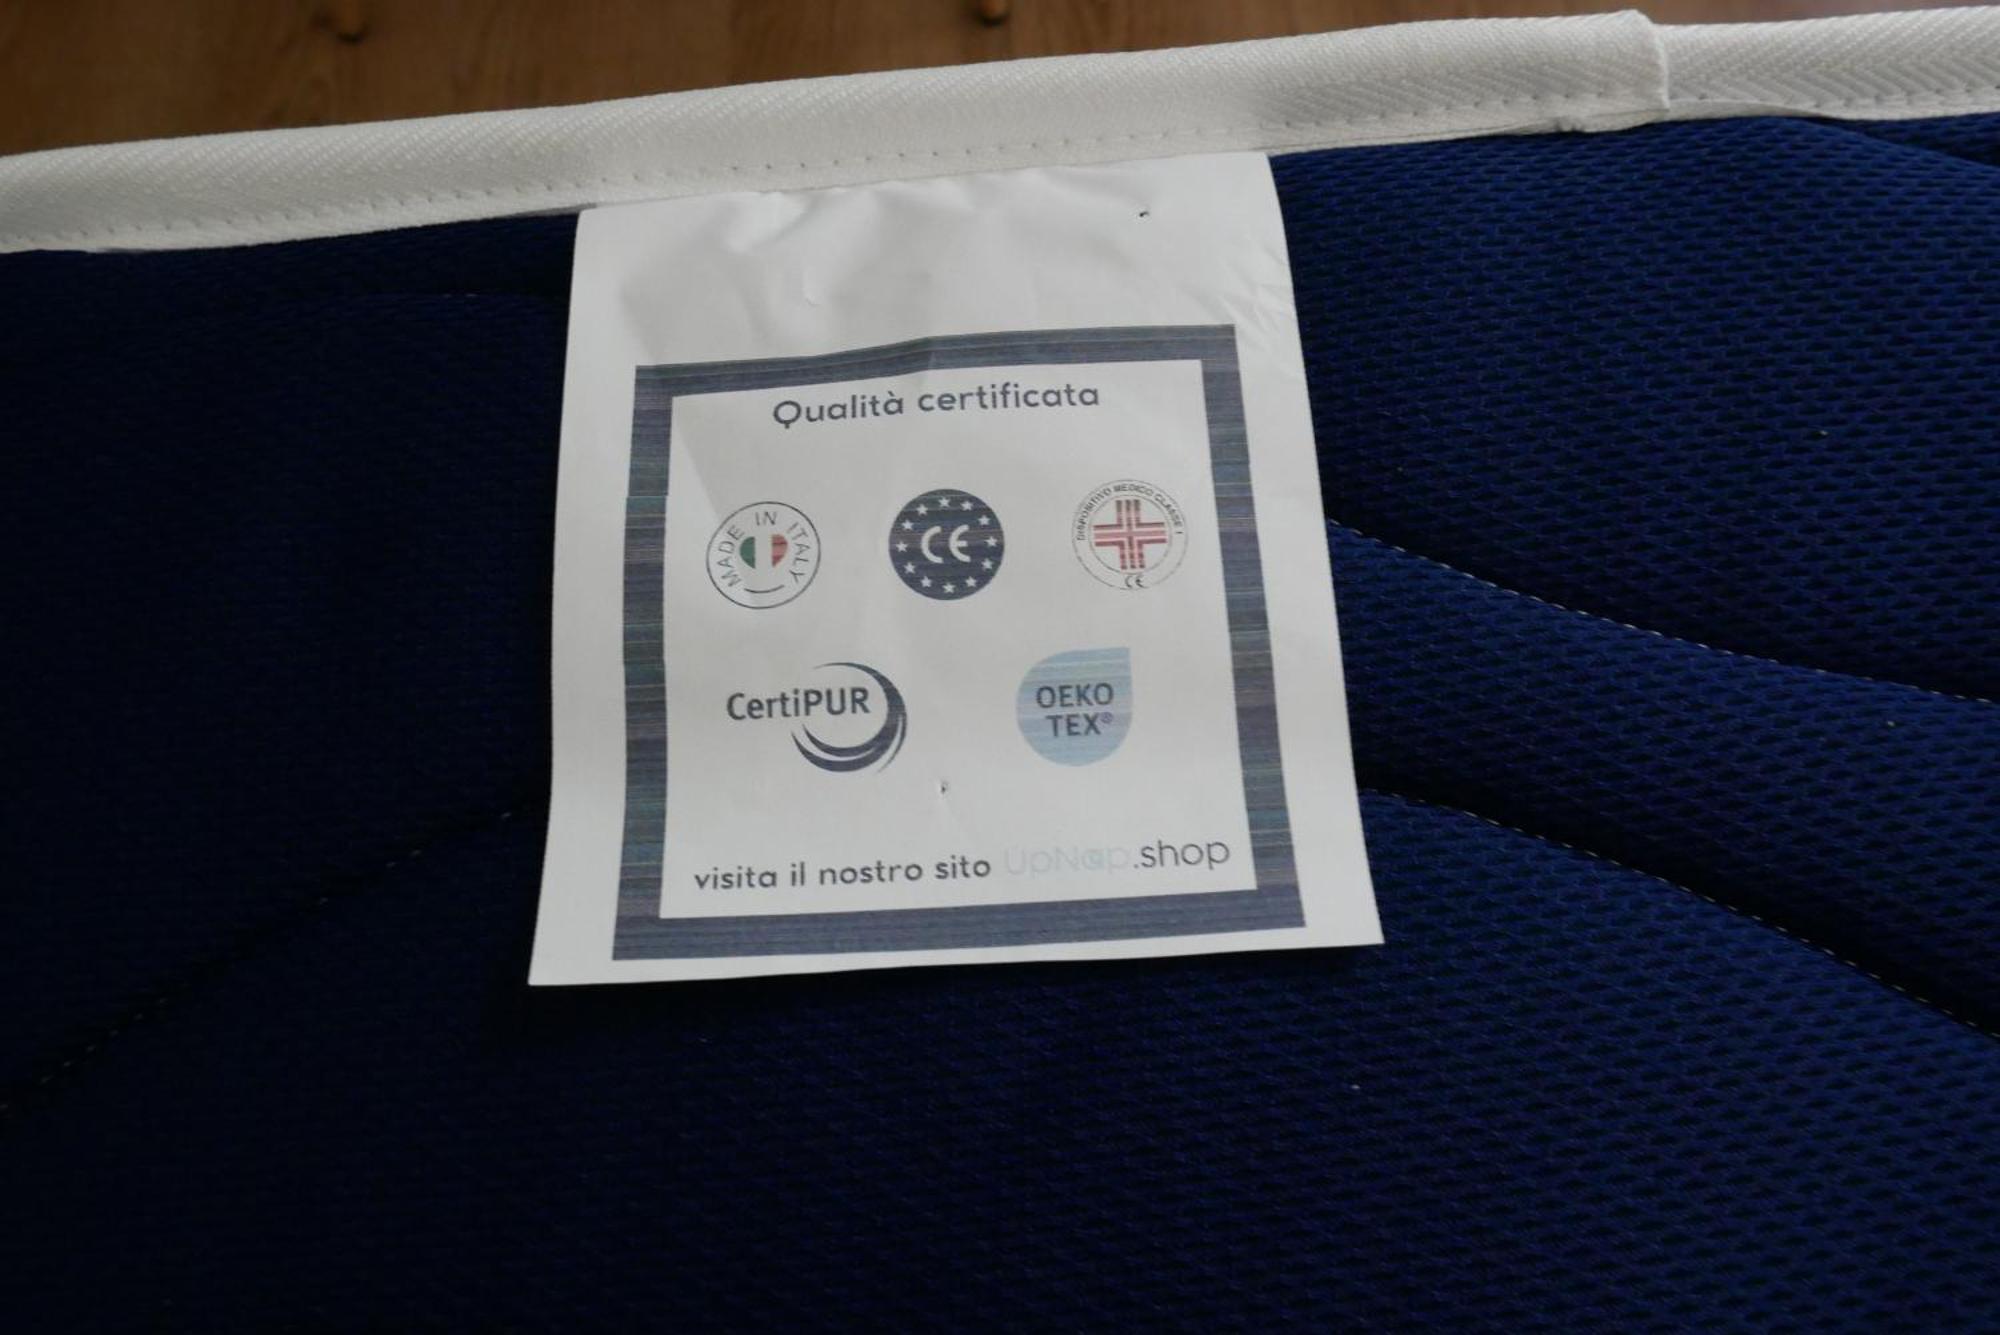 Qualità certificata
MADE IN ITALY
CE
DISPOSITIVO MEDICO CLASSE I
CE
CertiPUR
OEKO
TEX®
visita il nostro sito UpNap.shop